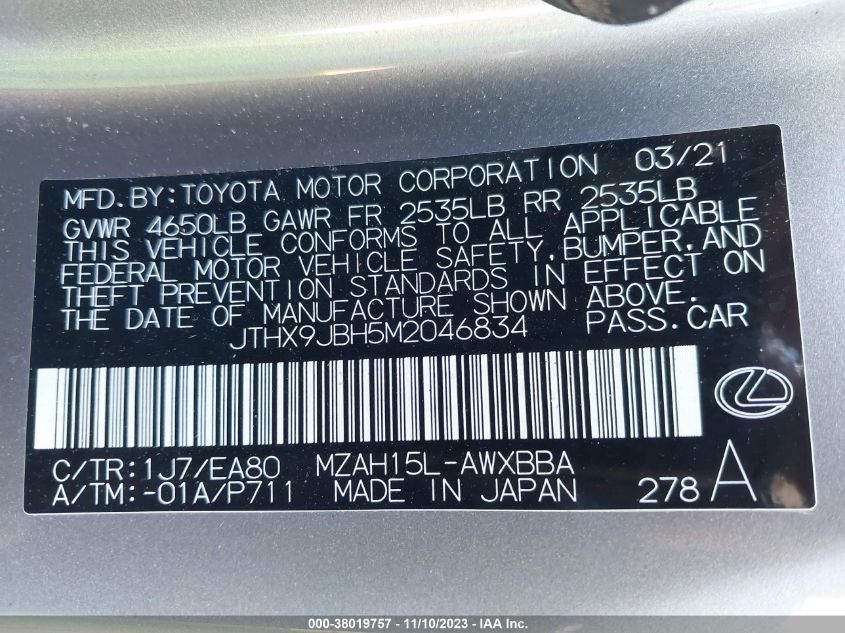 MFD. BY: TOYOTA MOTOR CORPORATION 03/21
GVWR 4650LB GAWR FR 2535LB RR 2535LB
THIS VEHICLE CONFORMS TO ALL APPLICABLE
FEDERAL MOTOR VEHICLE SAFETY, BUMPER, AND
THEFT PREVENTION STANDARDS IN EFFECT ON
THE DATE OF MANUFACTURE SHOWN ABOVE.
JTHX9JBH5M2046834 PASS. CAR
C/TR: 1J7/EA80 MZAH15L-AWXBBA
A/TM: -01A/P711 MADE IN JAPAN 278 A
000-38019757 - 11/10/2023 - IAA Inc.